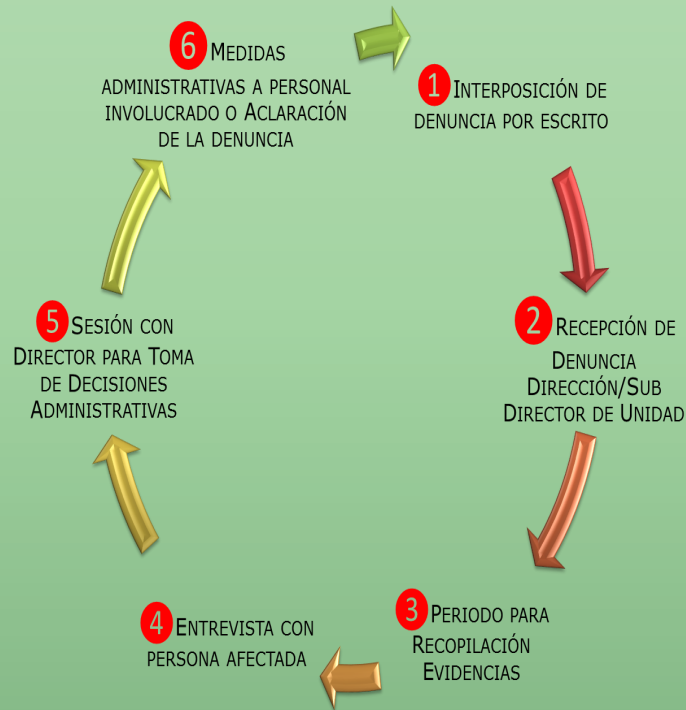 1 Interposición de
denuncia por escrito
2 Recepción de
Denuncia
Dirección/Sub
Director de Unidad
3 Periodo para
Recopilación
Evidencias
4 Entrevista con
persona afectada
5 Sesión con
Director para Toma
de Decisiones
Administrativas
6 Medidas
administrativas a personal
involucrado o Aclaración
de la denuncia